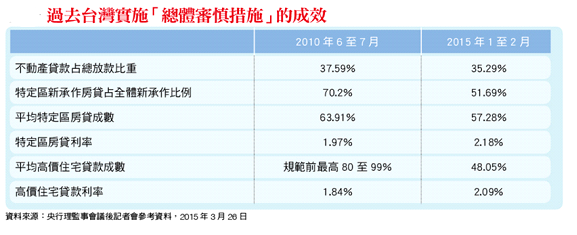 過去台灣實施「總體審慎措施」的成效
2010 年 6 至 7 月 2015 年 1 至 2 月
不動產貸款占總放款比重 37.59% 35.29%
特定區新承作房貸占全體新承作比例 70.2% 51.69%
平均特定區房貸成數 63.91% 57.28%
特定區房貸利率 1.97% 2.18%
平均高價住宅貸款成數 規範前最高 80 至 99% 48.05%
高價住宅貸款利率 1.84% 2.09%
資料來源：央行理監事會議後記者會參考資料，2015 年 3 月 26 日